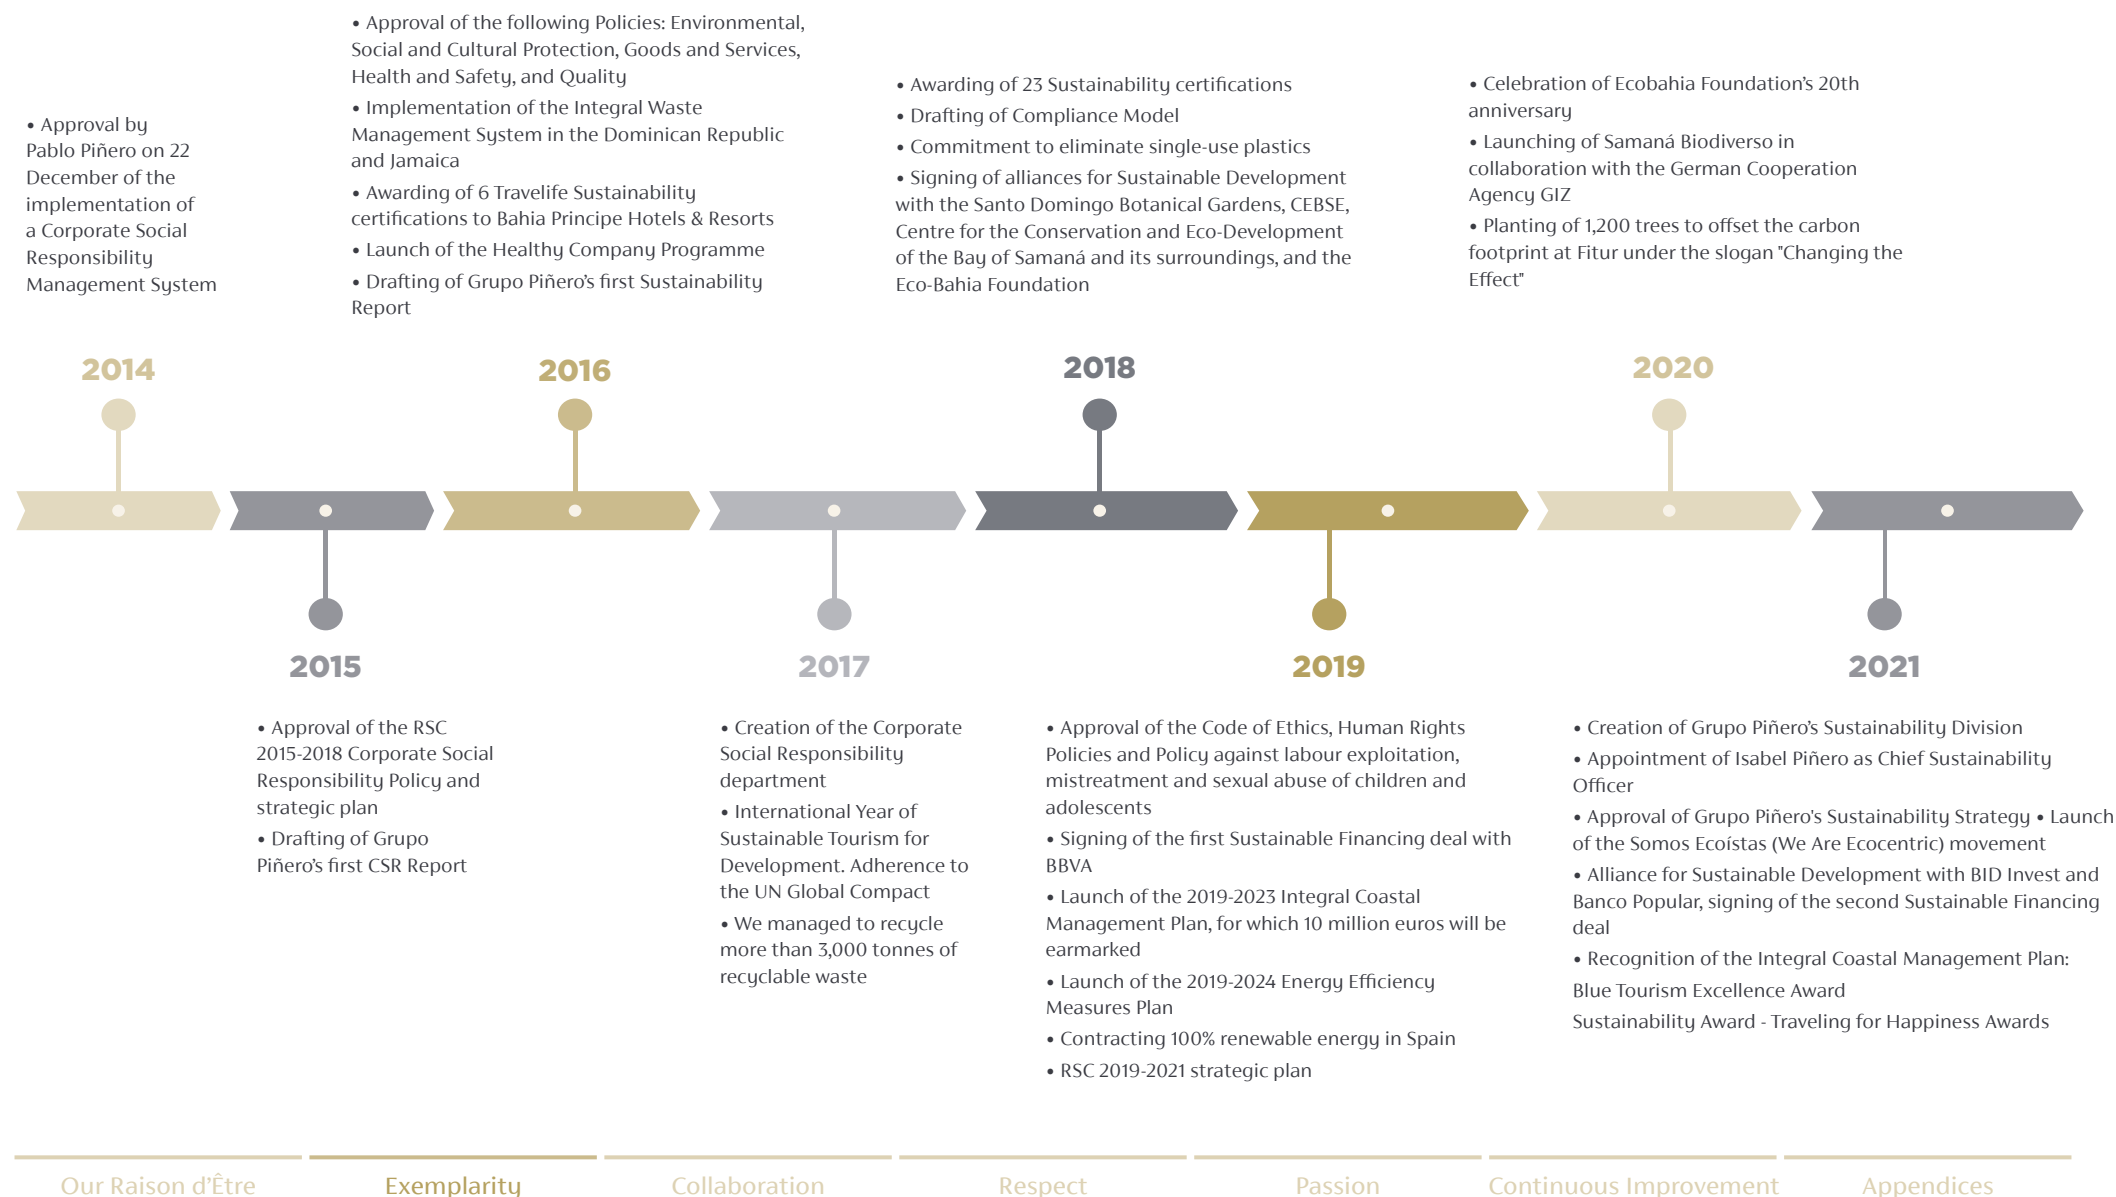 • Approval by
Pablo Piñero on 22
December of the
implementation of
a Corporate Social
Responsibility
Management System
• Approval of the following Policies: Environmental,
Social and Cultural Protection, Goods and Services,
Health and Safety, and Quality
• Implementation of the Integral Waste
Management System in the Dominican Republic
and Jamaica
• Awarding of 6 Travelife Sustainability
certifications to Bahia Principe Hotels & Resorts
• Launch of the Healthy Company Programme
• Drafting of Grupo Piñero's first Sustainability
Report
• Awarding of 23 Sustainability certifications
• Drafting of Compliance Model
• Commitment to eliminate single-use plastics
• Signing of alliances for Sustainable Development
with the Santo Domingo Botanical Gardens, CEBSE,
Centre for the Conservation and Eco-Development
of the Bay of Samaná and its surroundings, and the
Eco-Bahia Foundation
• Celebration of Ecobahia Foundation's 20th
anniversary
• Launching of Samaná Biodiverso in
collaboration with the German Cooperation
Agency GIZ
• Planting of 1,200 trees to offset the carbon
footprint at Fitur under the slogan "Changing the
Effect"
2014
2016
2018
2020
2015
2017
2019
2021
• Approval of the RSC
2015-2018 Corporate Social
Responsibility Policy and
strategic plan
• Drafting of Grupo
Piñero's first CSR Report
• Creation of the Corporate
Social Responsibility
department
• International Year of
Sustainable Tourism for
Development. Adherence to
the UN Global Compact
• We managed to recycle
more than 3,000 tonnes of
recyclable waste
• Approval of the Code of Ethics, Human Rights
Policies and Policy against labour exploitation,
mistreatment and sexual abuse of children and
adolescents
• Signing of the first Sustainable Financing deal with
BBVA
• Launch of the 2019-2023 Integral Coastal
Management Plan, for which 10 million euros will be
earmarked
• Launch of the 2019-2024 Energy Efficiency
Measures Plan
• Contracting 100% renewable energy in Spain
• RSC 2019-2021 strategic plan
• Creation of Grupo Piñero's Sustainability Division
• Appointment of Isabel Piñero as Chief Sustainability
Officer
• Approval of Grupo Piñero's Sustainability Strategy • Launch
of the Somos Ecoístas (We Are Ecocentric) movement
• Alliance for Sustainable Development with BID Invest and
Banco Popular, signing of the second Sustainable Financing
deal
• Recognition of the Integral Coastal Management Plan:
Blue Tourism Excellence Award
Sustainability Award - Traveling for Happiness Awards
Our Raison d'Être
Exemplarity
Collaboration
Respect
Passion
Continuous Improvement
Appendices